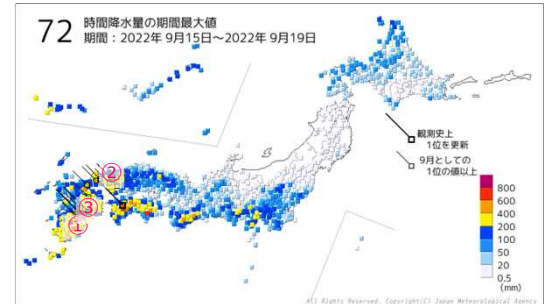 72 時間降水量の期間最大値
期間：2022年 9月15日～2022年 9月19日
観測史上
1位を更新
9月としての
1位の値以上
②
③
①
800
600
400
200
100
50
20
0.5
(mm)
All Rights Reserved. Copyright(C) Japan Meteorological Agency